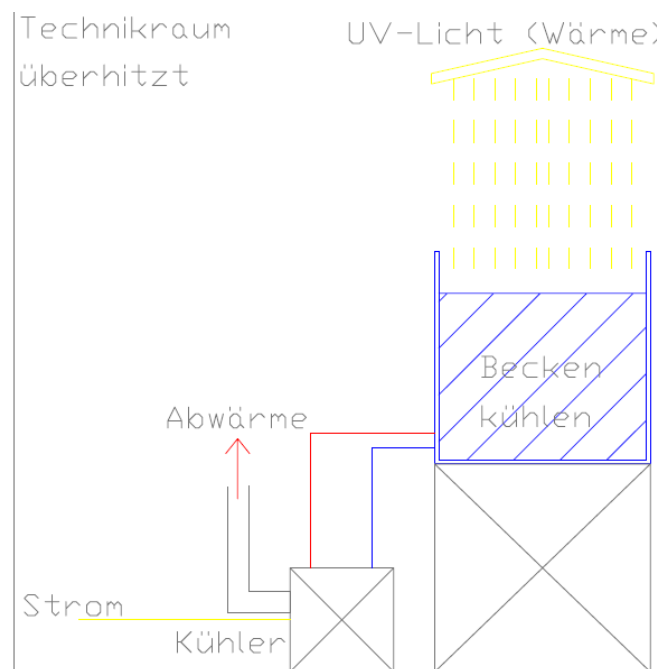 Technikraum
überhitzt
UV-Licht (Wärme)
Becken
kühlen
Abwärme
Strom
Kühler